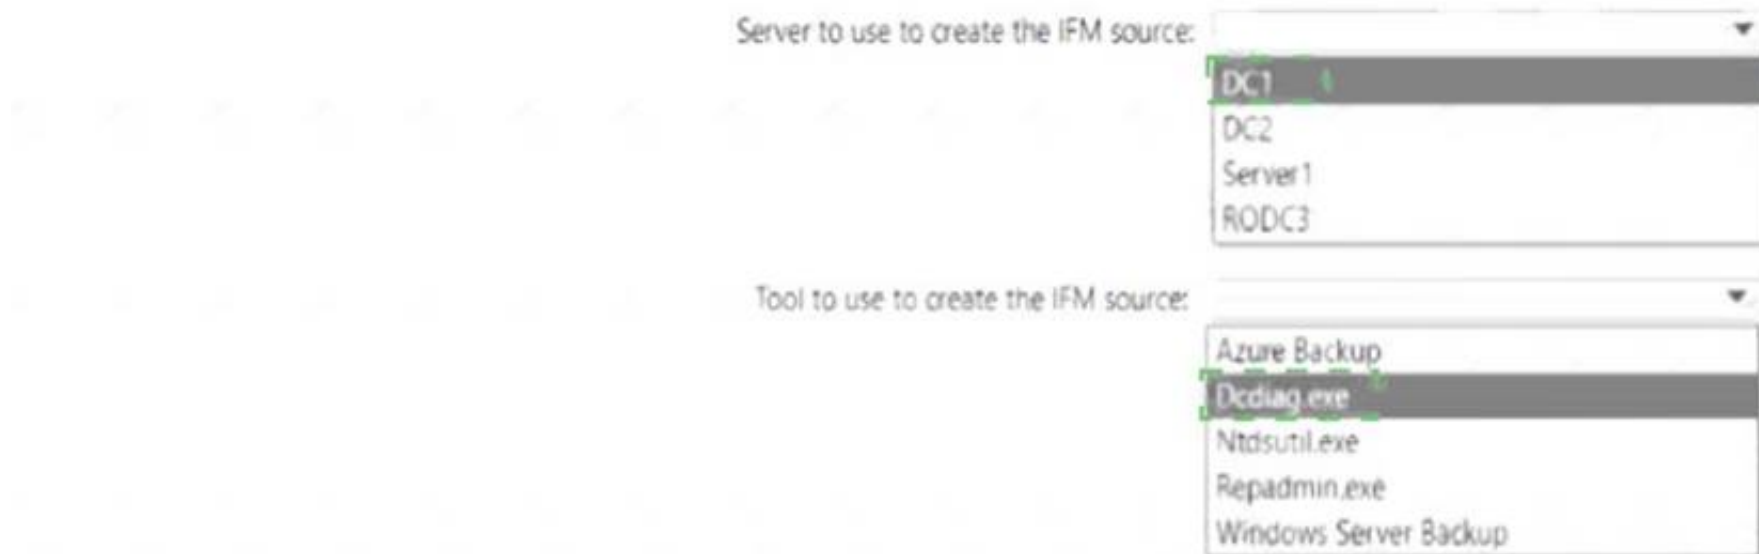 Server to use to create the IFM source:
DC1
DC2
Server1
RODC3
Tool to use to create the IFM source:
Azure Backup
Dcdiag.exe
Ntdsutil.exe
Repadmin.exe
Windows Server Backup